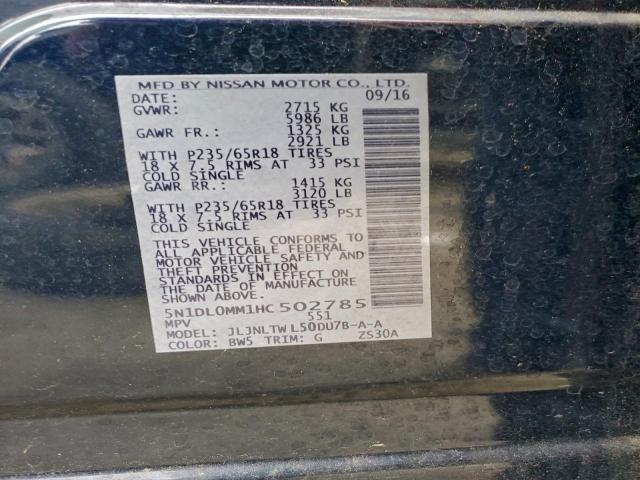 MFD BY NISSAN MOTOR CO., LTD.
DATE: 09/16
GVWR: 2715 KG
5986 LB
GAWR FR.: 1325 KG
2921 LB
WITH P235/65R18 TIRES
18 X 7.5 RIMS AT 33 PSI
COLD SINGLE
GAWR RR.: 1415 KG
3120 LB
WITH P235/65R18 TIRES
18 X 7.5 RIMS AT 33 PSI
COLD SINGLE
THIS VEHICLE CONFORMS TO
ALL APPLICABLE FEDERAL
MOTOR VEHICLE SAFETY AND
THEFT PREVENTION
STANDARDS IN EFFECT ON
THE DATE OF MANUFACTURE
SHOWN ABOVE.
5N1DL0MM1HC502785
MPV 551
MODEL: JLJNLTWL50DU7B-A-A
COLOR: BW5 TRIM: G ZS30A